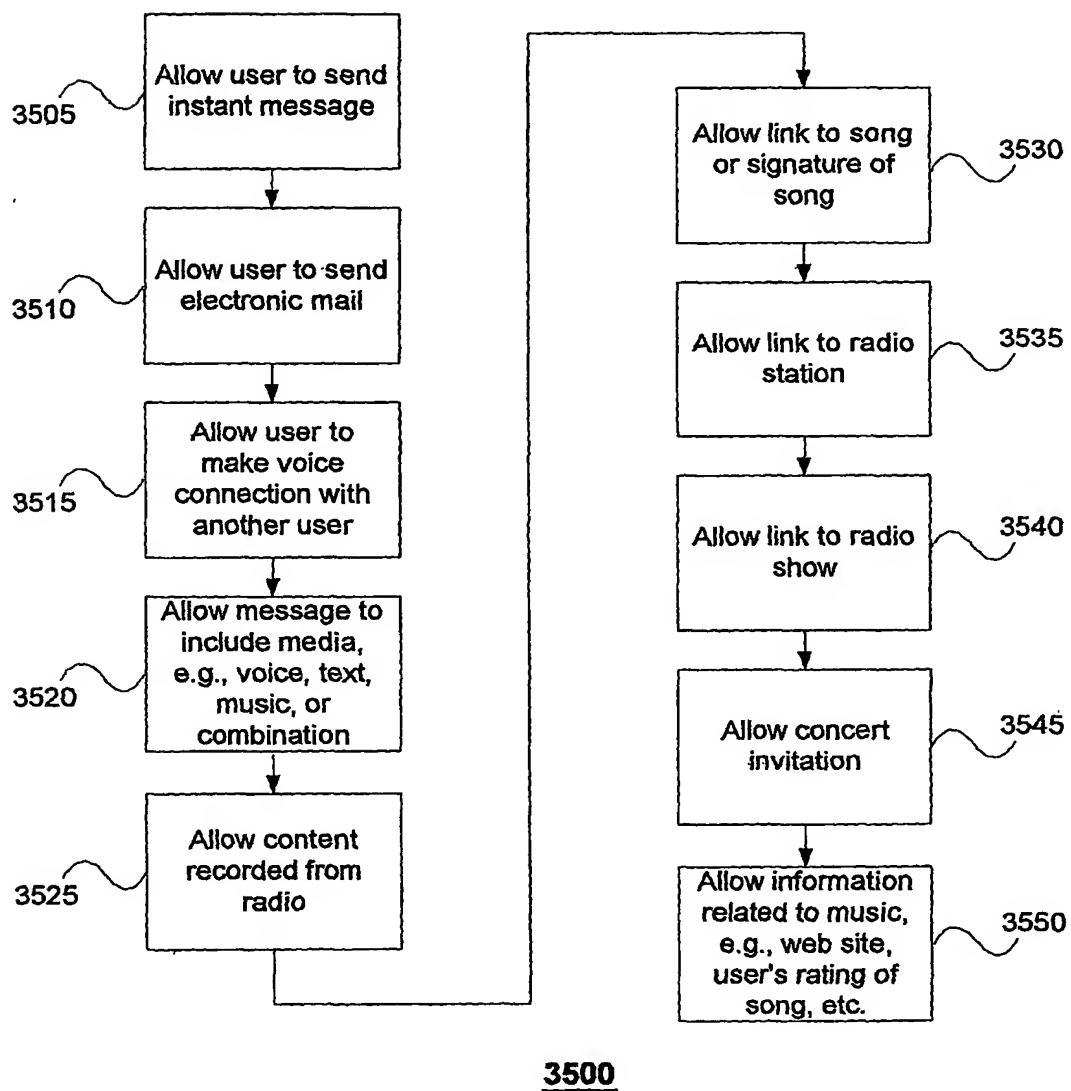 Allow user to send
instant message
3505
Allow user to send
electronic mail
3510
Allow user to
make voice
connection with
another user
3515
Allow message to
include media,
e.g., voice, text,
music, or
combination
3520
Allow content
recorded from
radio
3525
Allow link to song
or signature of
song
3530
Allow link to radio
station
3535
Allow link to radio
show
3540
Allow concert
invitation
3545
Allow information
related to music,
e.g., web site,
user's rating of
song, etc.
3550
3500